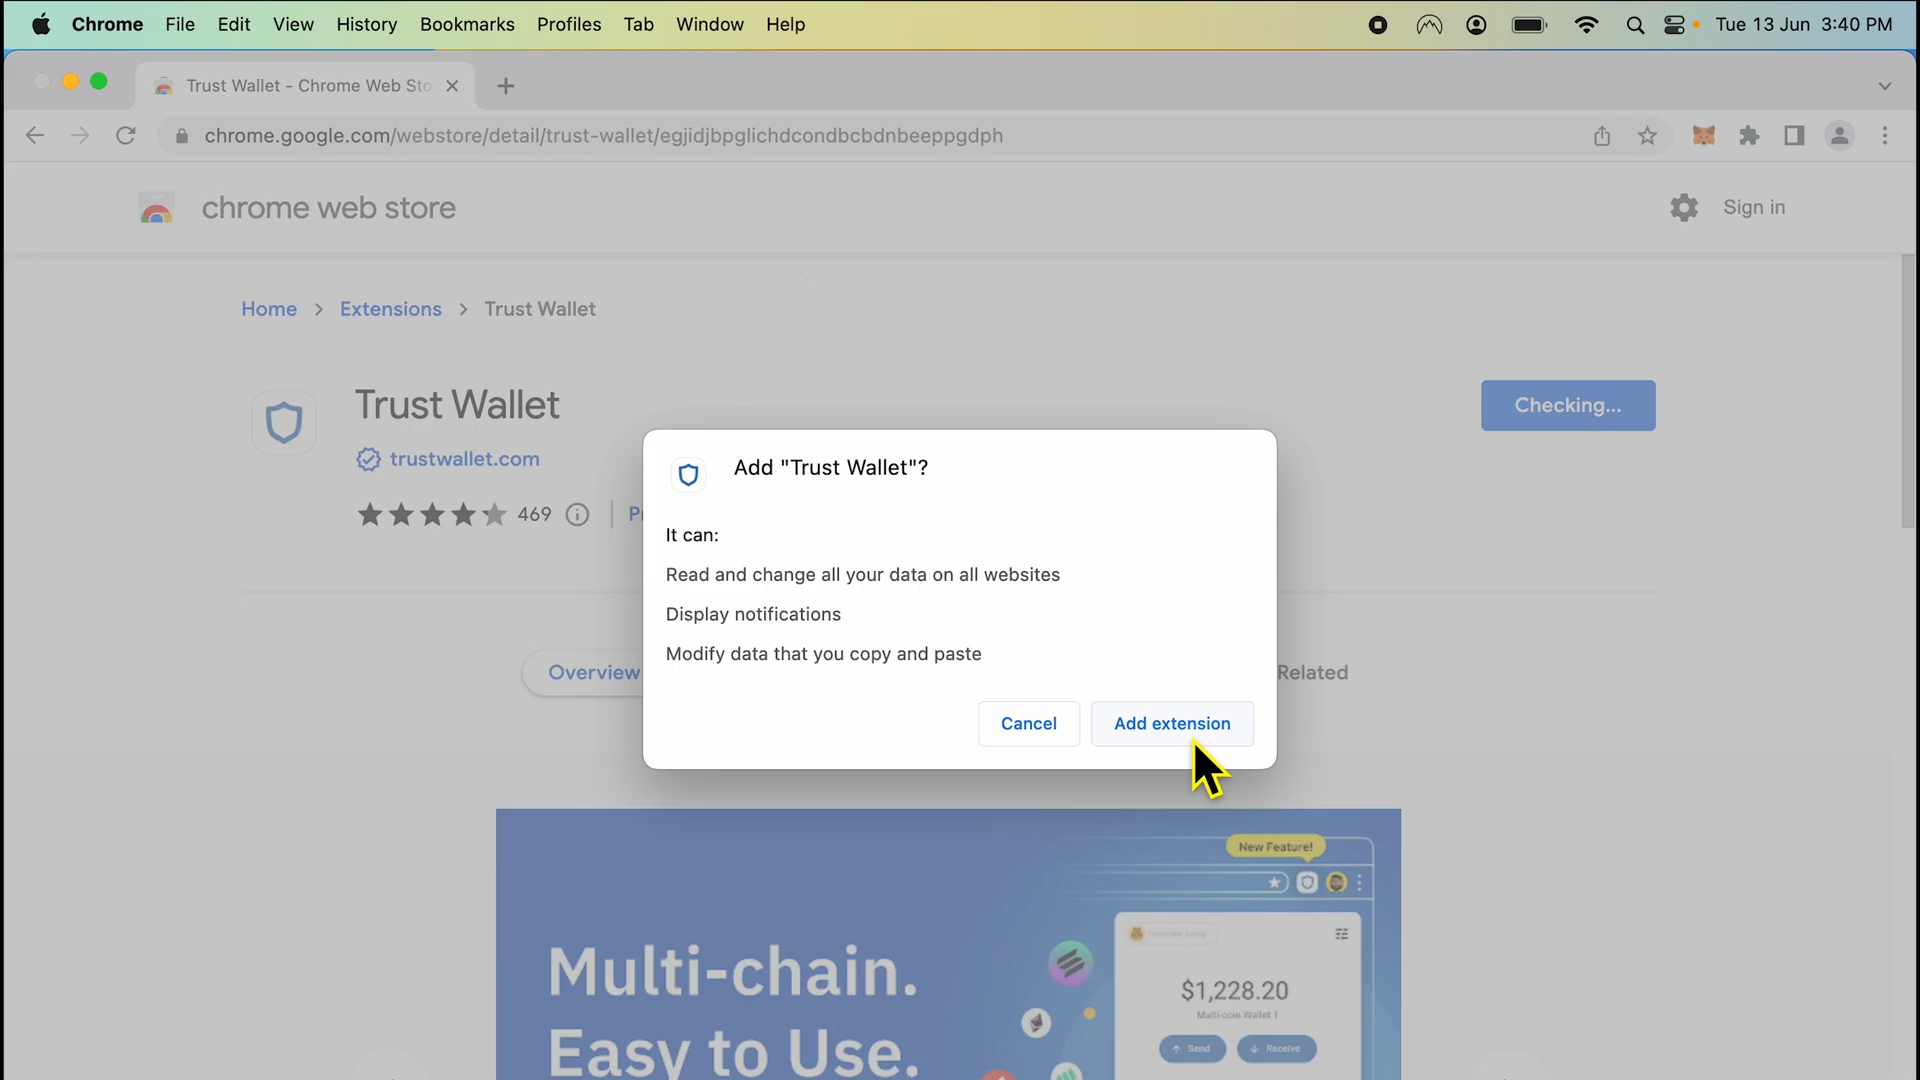 Chrome File Edit View History Bookmarks Profiles Tab Window Help Tue 13 Jun 3:40 PM
Trust Wallet - Chrome Web Sto
chrome.google.com/webstore/detail/trust-wallet/egjidjbpglichdcondbcbdnbeeppgdph
chrome web store Sign in
Home > Extensions > Trust Wallet
Trust Wallet
Checking...
trustwallet.com
469
Add "Trust Wallet"?
It can:
Read and change all your data on all websites
Display notifications
Modify data that you copy and paste
Overview
Related
Cancel Add extension
New Feature!
Multi-chain.
Easy to Use.
$1,228.20
Multi-coin Wallet 1
Send Receive